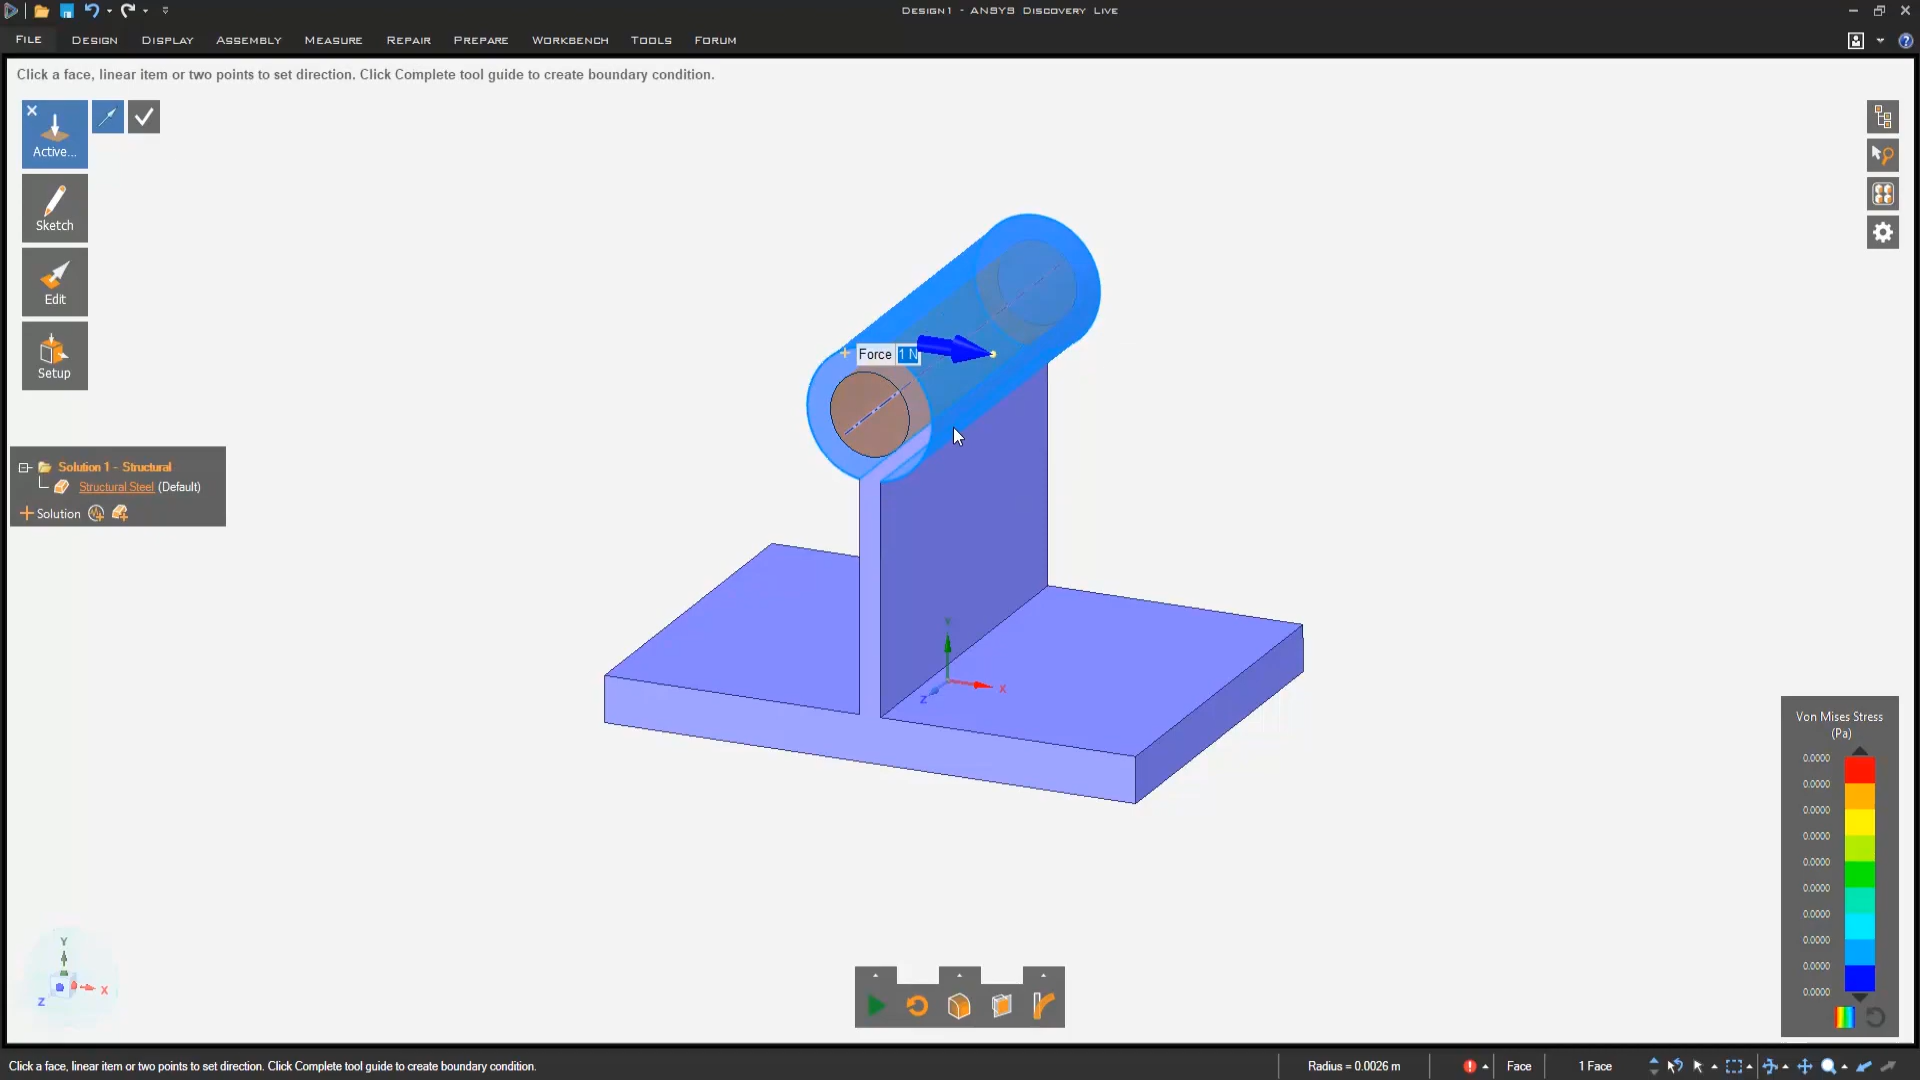 Design1 - ANSYS Discovery Live
File Design Display Assembly Measure Repair Prepare Workbench Tools Forum
Click a face, linear item or two points to set direction. Click Complete tool guide to create boundary condition.
Active...
Sketch
Edit
Setup
Force 1 N
Solution 1 - Structural
Structural Steel (Default)
Solution
Y
X
Z
Von Mises Stress
(Pa)
0.0000
0.0000
0.0000
0.0000
0.0000
0.0000
0.0000
0.0000
0.0000
0.0000
Y
X
Z
Click a face, linear item or two points to set direction. Click Complete tool guide to create boundary condition.
Radius = 0.0026 m
Face
1 Face